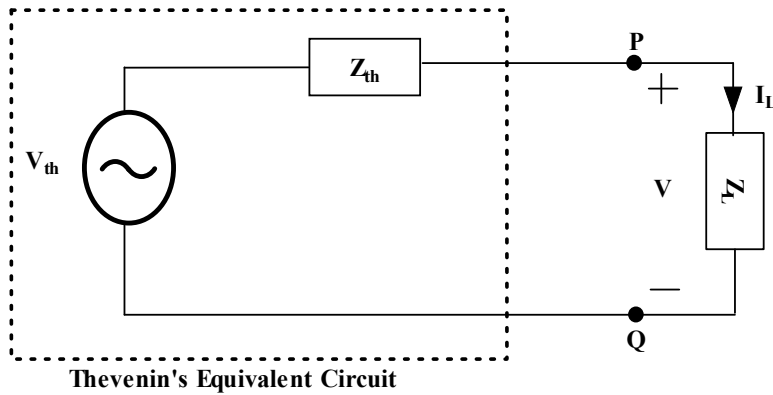 P
Z_th
+
I_L
V_th
V
Z_L
−
Q
Thevenin's Equivalent Circuit